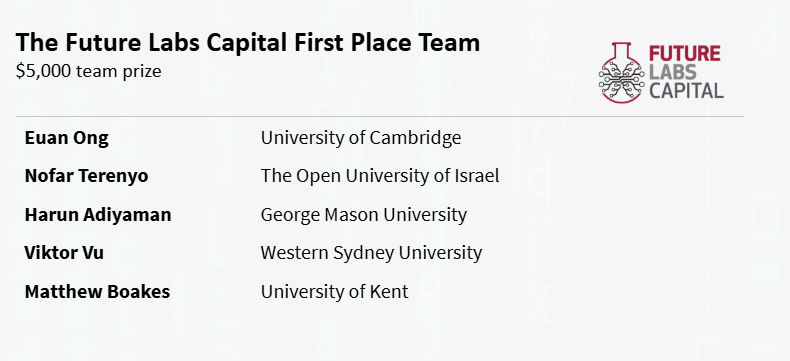 The Future Labs Capital First Place Team
$5,000 team prize
FUTURE
LABS
CAPITAL
Euan Ong University of Cambridge
Nofar Terenyo The Open University of Israel
Harun Adiyaman George Mason University
Viktor Vu Western Sydney University
Matthew Boakes University of Kent